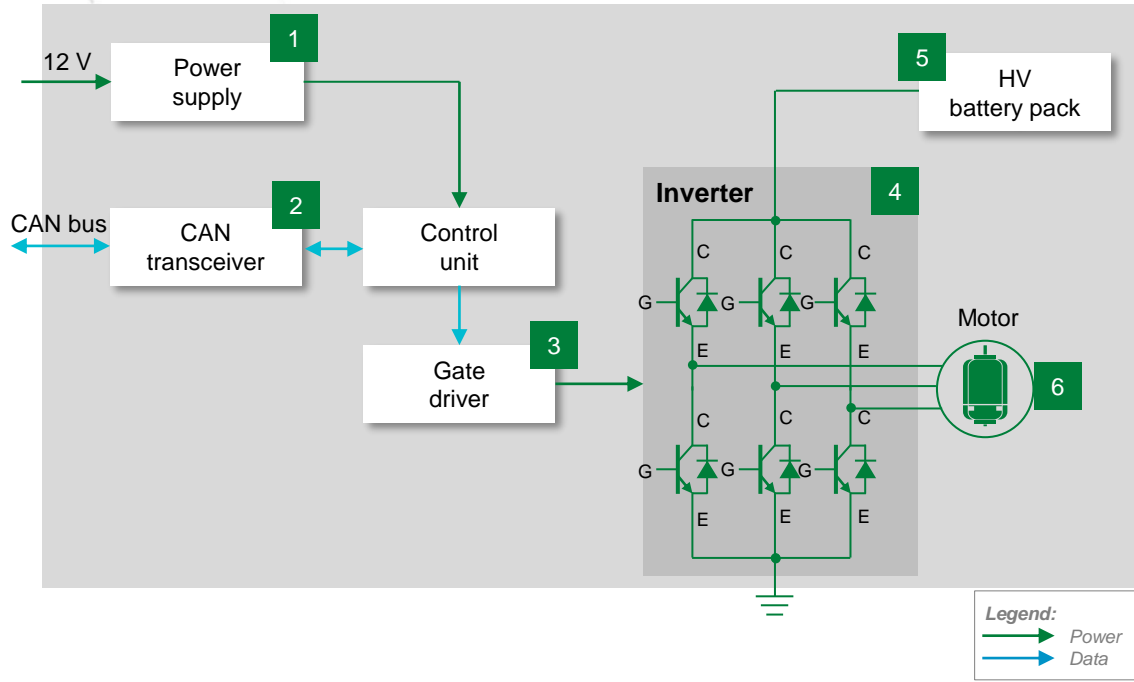 1
12 V
Power
supply
5
HV
battery pack
Inverter
4
2
CAN bus
CAN
transceiver
Control
unit
C
C
C
G
G
G
E
E
E
Motor
3
Gate
driver
6
C
C
C
G
G
G
E
E
E
Legend:
Power
Data